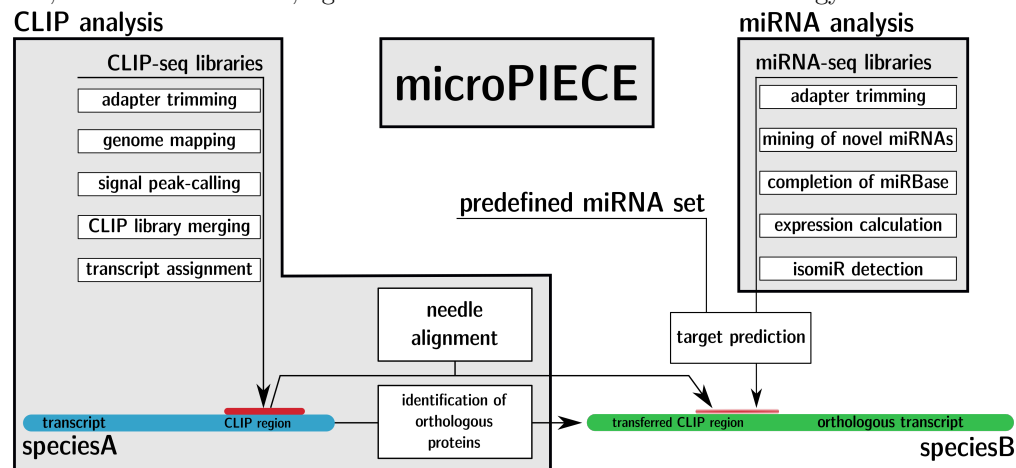 CLIP analysis
CLIP-seq libraries
adapter trimming
genome mapping
signal peak-calling
CLIP library merging
transcript assignment
microPIECE
miRNA analysis
miRNA-seq libraries
adapter trimming
mining of novel miRNAs
completion of miRBase
expression calculation
isomiR detection
predefined miRNA set
needle
alignment
target prediction
identification of
orthologous
proteins
transcript
CLIP region
speciesA
transferred CLIP region
orthologous transcript
speciesB